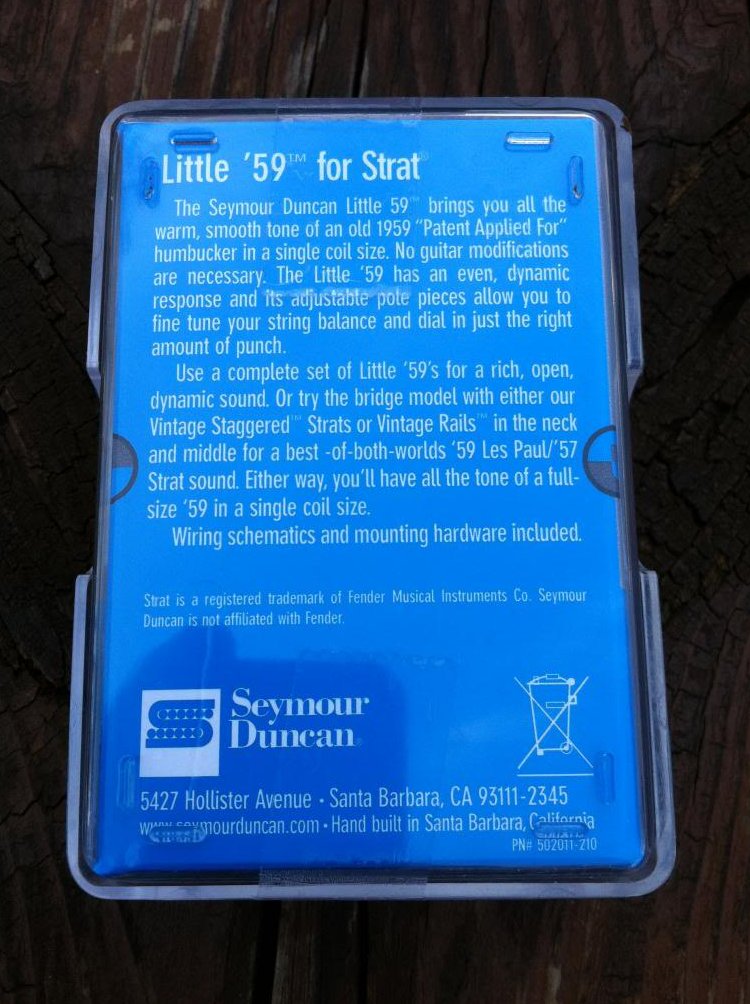 Little '59™ for Strat®
The Seymour Duncan Little 59™ brings you all the
warm, smooth tone of an old 1959 "Patent Applied For"
humbucker in a single coil size. No guitar modifications
are necessary. The Little '59 has an even, dynamic
response and its adjustable pole pieces allow you to
fine tune your string balance and dial in just the right
amount of punch.
Use a complete set of Little '59's for a rich, open,
dynamic sound. Or try the bridge model with either our
Vintage Staggered™ Strats or Vintage Rails™ in the neck
and middle for a best -of-both-worlds '59 Les Paul/'57
Strat sound. Either way, you'll have all the tone of a full-
size '59 in a single coil size.
Wiring schematics and mounting hardware included.
Strat is a registered trademark of Fender Musical Instruments Co. Seymour
Duncan is not affiliated with Fender.
Seymour
Duncan®
5427 Hollister Avenue • Santa Barbara, CA 93111-2345
www.seymourduncan.com • Hand built in Santa Barbara, California
PN# 502011-210